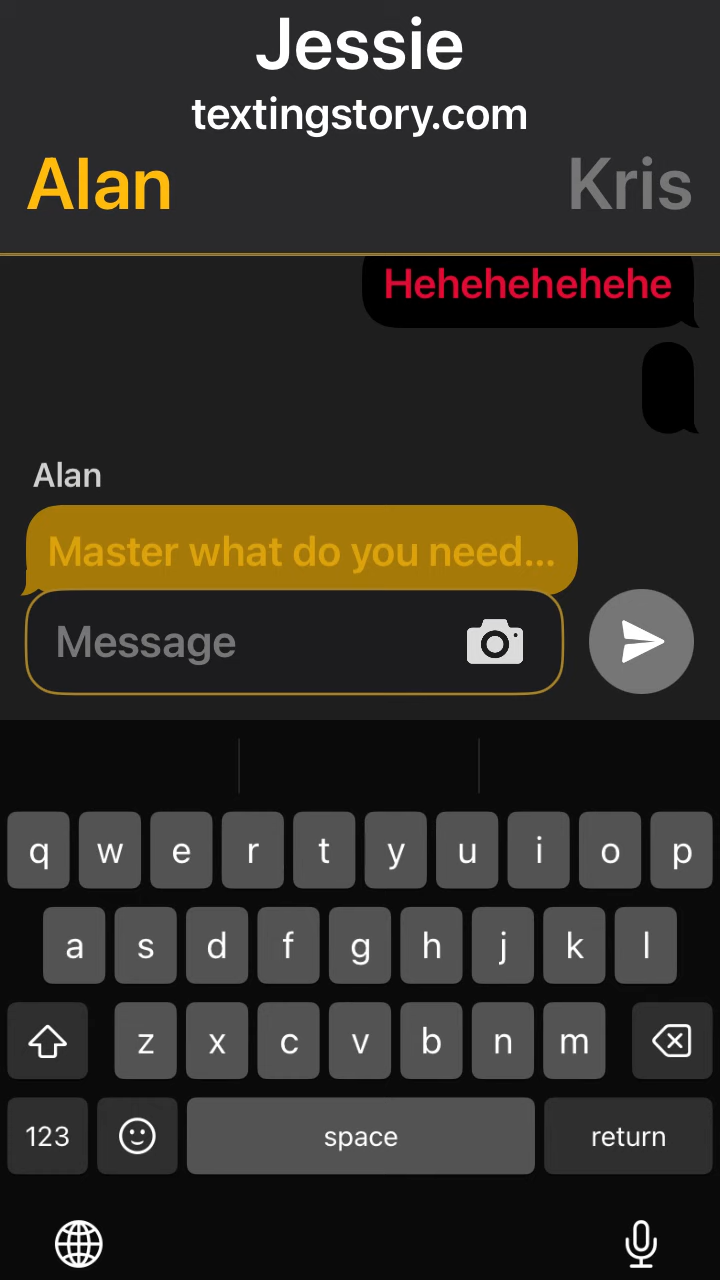 Jessie
textingstory.com
Alan Kris
Hehehehehehe
Alan
Master what do you need...
Message
q w e r t y u i o p
a s d f g h j k l
z x c v b n m
123 space return